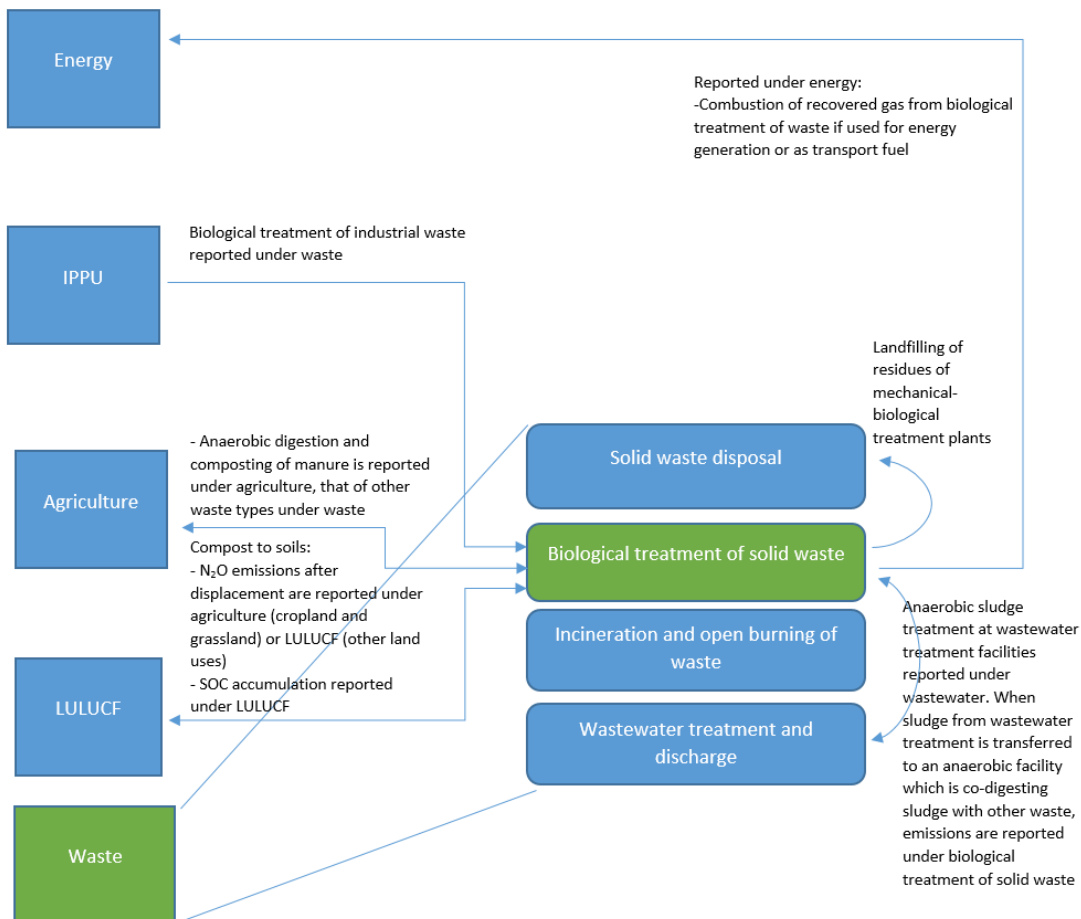 Energy
Reported under energy:
-Combustion of recovered gas from biological
treatment of waste if used for energy
generation or as transport fuel
IPPU
Biological treatment of industrial waste
reported under waste
Landfilling of
residues of
mechanical-
biological
treatment plants
Agriculture
- Anaerobic digestion and
composting of manure is reported
under agriculture, that of other
waste types under waste
Solid waste disposal
Biological treatment of solid waste
Compost to soils:
- N₂O emissions after
displacement are reported under
agriculture (cropland and
grassland) or LULUCF (other land
uses)
- SOC accumulation reported
under LULUCF
Incineration and open burning of
waste
LULUCF
Wastewater treatment and
discharge
Anaerobic sludge
treatment at wastewater
treatment facilities
reported under
wastewater. When
sludge from wastewater
treatment is transferred
to an anaerobic facility
which is co-digesting
sludge with other waste,
emissions are reported
under biological
treatment of solid waste
Waste